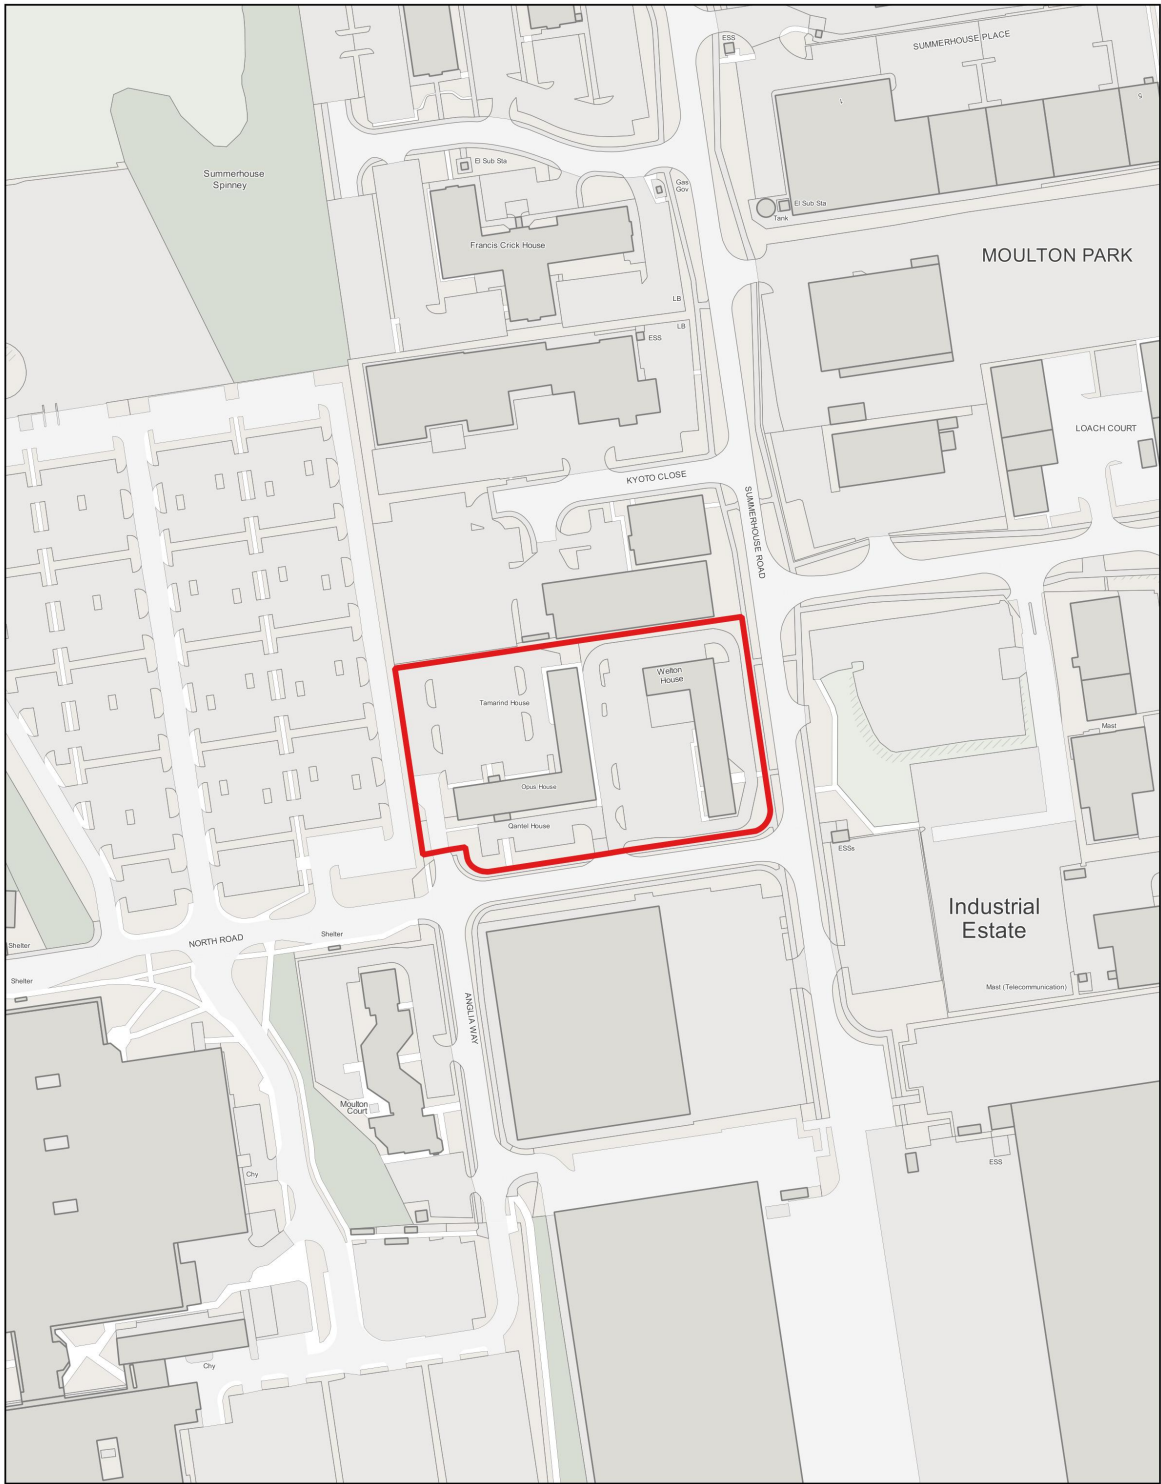 ESS
SUMMERHOUSE PLACE
1
5
El Sub Sta
Summerhouse
Spinney
Gas
Gov
El Sub Sta
Tank
Francis Crick House
MOULTON PARK
LB
LB
ESS
LOACH COURT
KYOTO CLOSE
SUMMERHOUSE ROAD
Welton
House
Tamarind House
Mast
Opus House
Qantel House
ESSs
Industrial
Estate
Shelter
NORTH ROAD
Shelter
Shelter
Mast (Telecommunication)
ANGLIA WAY
Moulton
Court
Chy
ESS
Chy